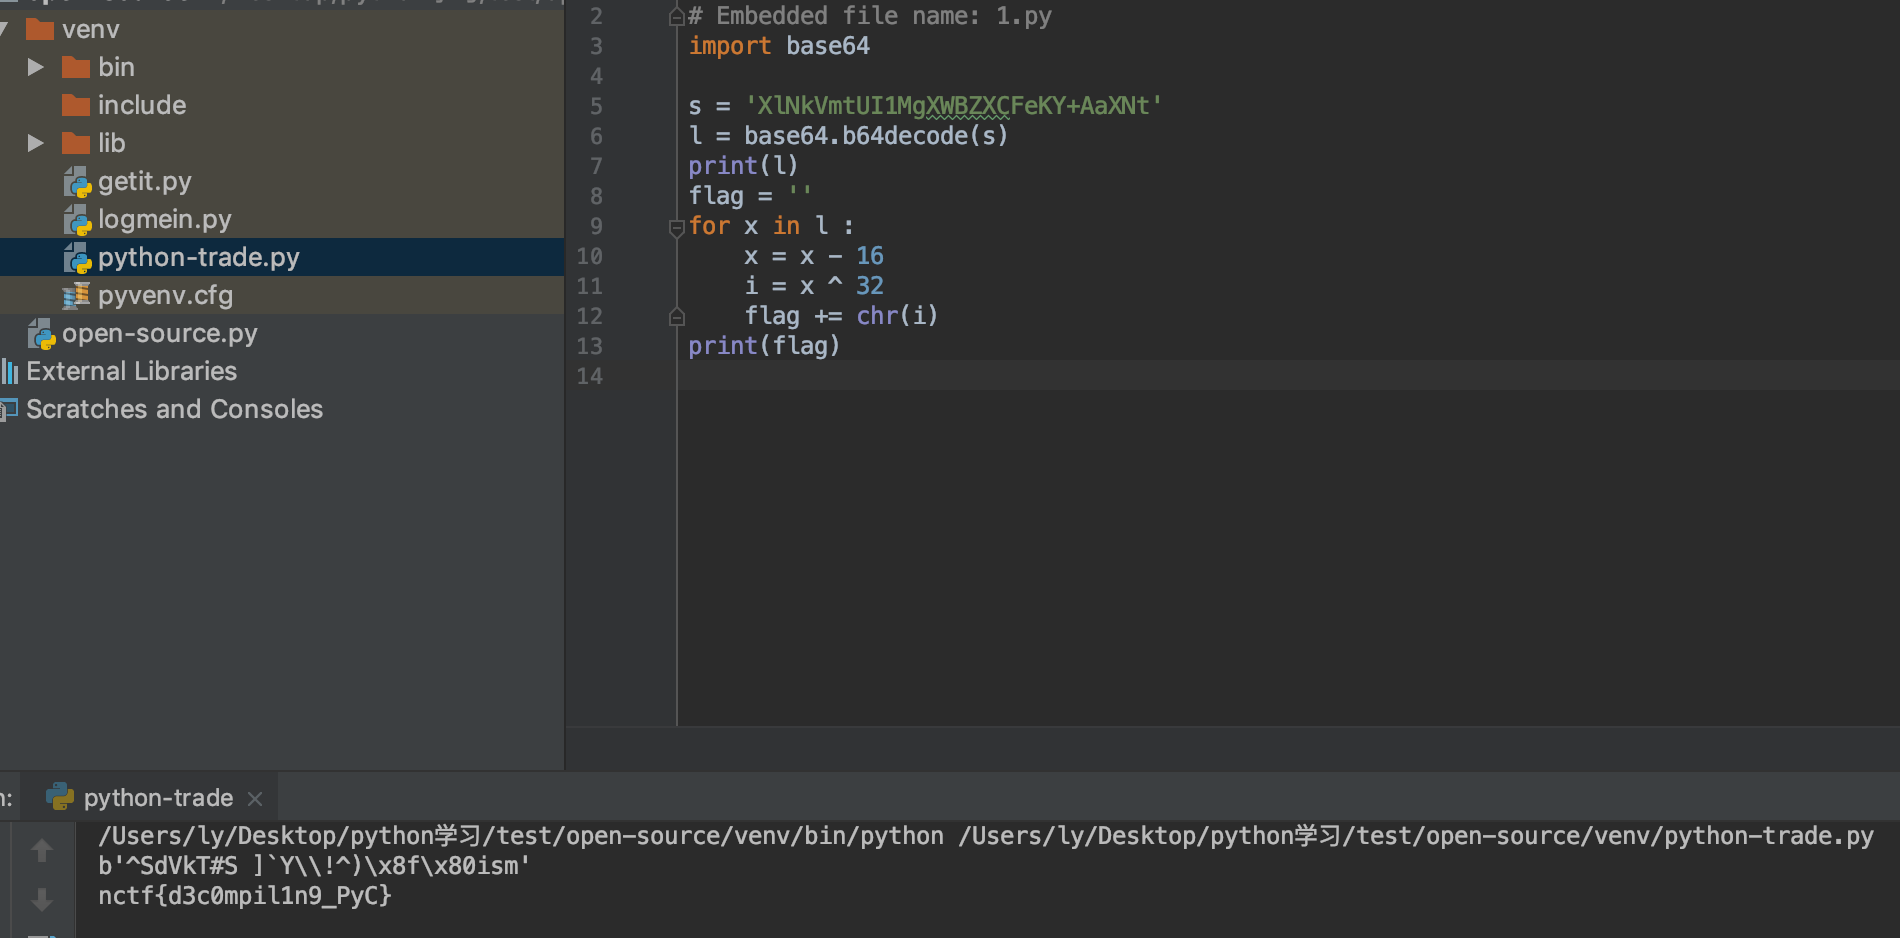 venv
bin
include
lib
getit.py
logmein.py
python-trade.py
pyvenv.cfg
open-source.py
External Libraries
Scratches and Consoles
2 # Embedded file name: 1.py
3 import base64
4
5 s = 'XlNkVmtUI1MgXWBZXCFeKY+AaXNt'
6 l = base64.b64decode(s)
7 print(l)
8 flag = ''
9 for x in l :
10 x = x - 16
11 i = x ^ 32
12 flag += chr(i)
13 print(flag)
14
python-trade
/Users/ly/Desktop/python学习/test/open-source/venv/bin/python /Users/ly/Desktop/python学习/test/open-source/venv/python-trade.py
b'^SdVkT#S ]`Y\\!^)\x8f\x80ism'
nctf{d3c0mpil1n9_PyC}